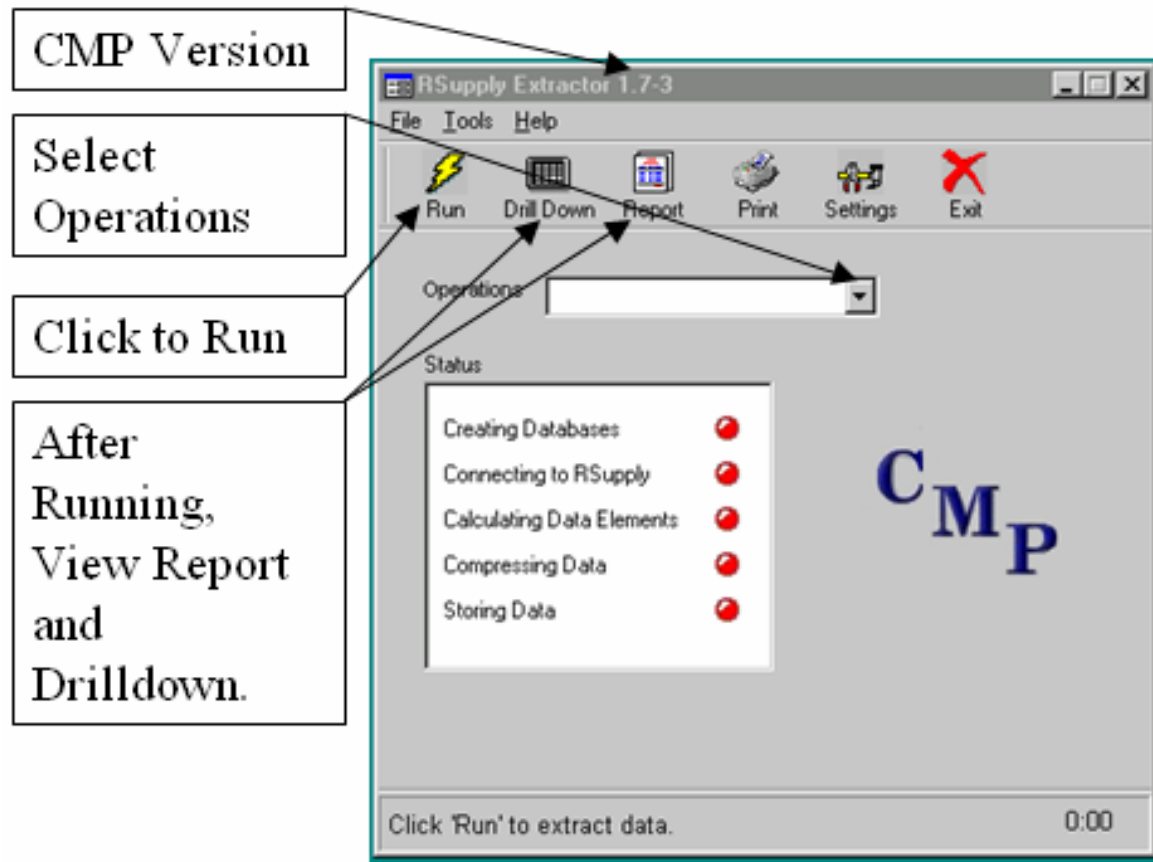 CMP Version
Select
Operations
Click to Run
After
Running,
View Report
and
Drilldown.
RSupply Extractor 1.7-3
File Tools Help
Run Drill Down Report Print Settings Exit
Operations
Status
Creating Databases
Connecting to RSupply
Calculating Data Elements
Compressing Data
Storing Data
CMP
Click 'Run' to extract data. 0:00